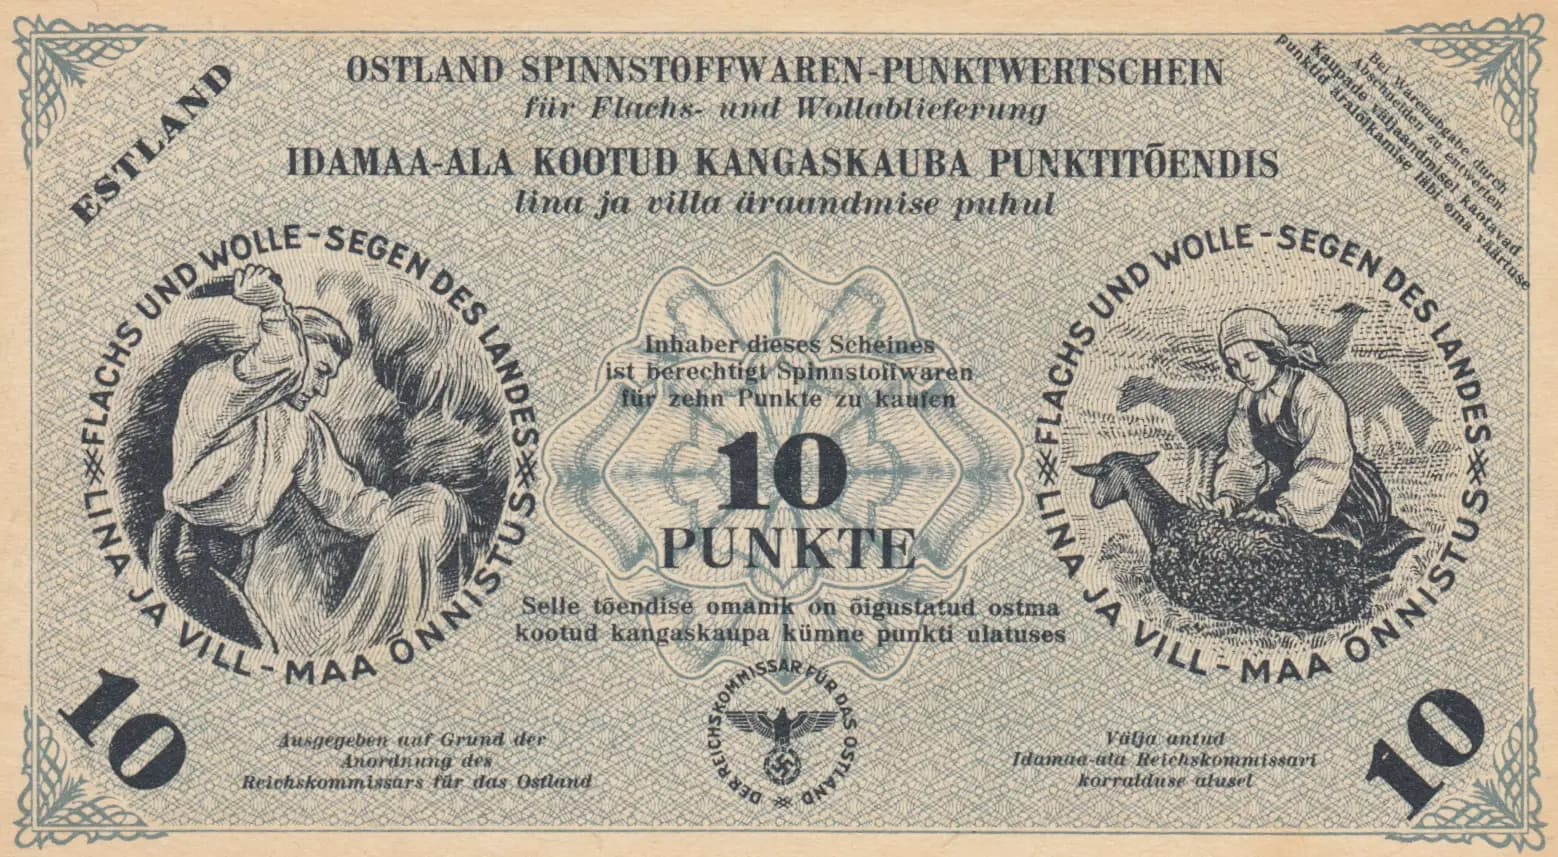 ESTLAND
OSTLAND SPINNSTOFFWAREN-PUNKTWERTSCHEIN
für Flachs- und Wollablieferung
IDAMAA-ALA KOOTUD KANGASKAUBA PUNKTITÕENDIS
lina ja villa äraandmise puhul
Bei Warenabgabe durch
Abschneiden zu entwerten
Kaupade väljaandmisel kaotavad
punktid äralõikamise läbi oma väärtuse
FLACHS UND WOLLE-SEGEN DES LANDES
LINA JA VILL-MAA ÕNNISTUS
FLACHS UND WOLLE-SEGEN DES LANDES
LINA JA VILL-MAA ÕNNISTUS
Inhaber dieses Scheines
ist berechtigt Spinnstoffwaren
für zehn Punkte zu kaufen
10
PUNKTE
Selle tõendise omanik on õigustatud ostma
kootud kangaskaupa kümne punkti ulatuses
DER REICHSKOMMISSAR FÜR DAS OSTLAND
10
Ausgegeben auf Grund der
Anordnung des
Reichskommissars für das Ostland
Välja antud
Idamaa-ala Reichskommissari
korralduse alusel
10